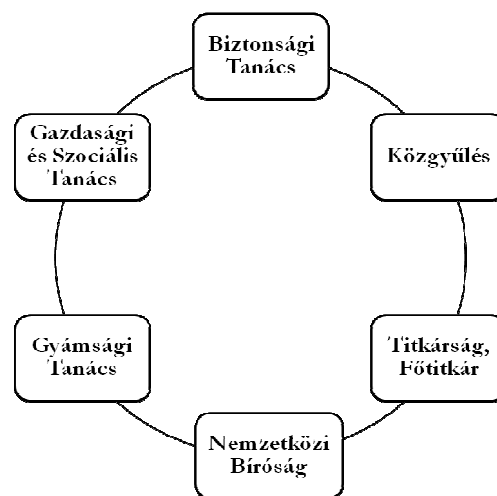 Biztonsági
Tanács
Közgyűlés
Titkárság,
Főtitkár
Nemzetközi
Bíróság
Gyámsági
Tanács
Gazdasági
és Szociális
Tanács